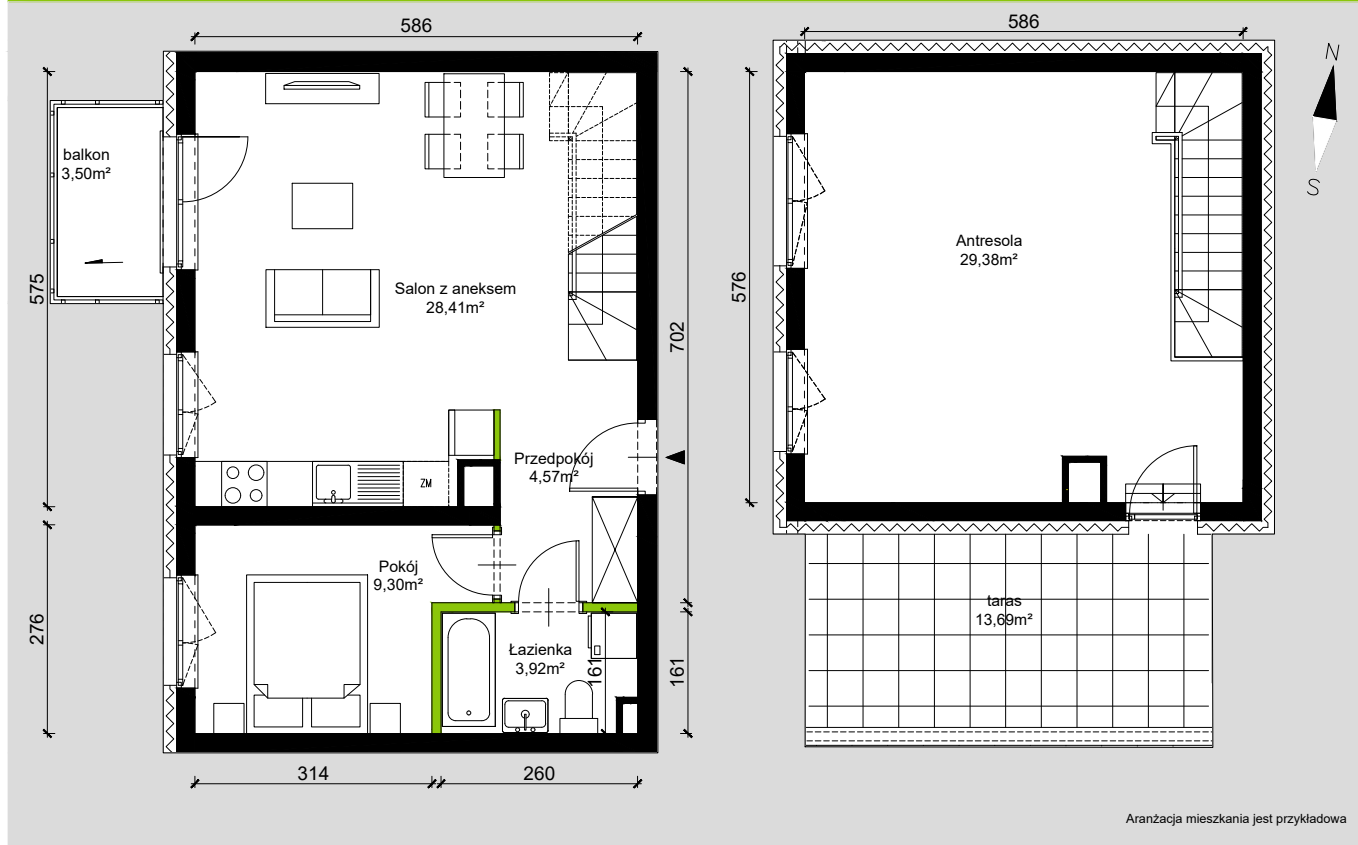 586
586
N
S
balkon
3,50m²
575
Salon z aneksem
28,41m²
702
576
Antresola
29,38m²
Przedpokój
4,57m²
ZM
Pokój
9,30m²
276
Łazienka
3,92m²
161
161
taras
13,69m²
314
260
Aranżacja mieszkania jest przykładowa